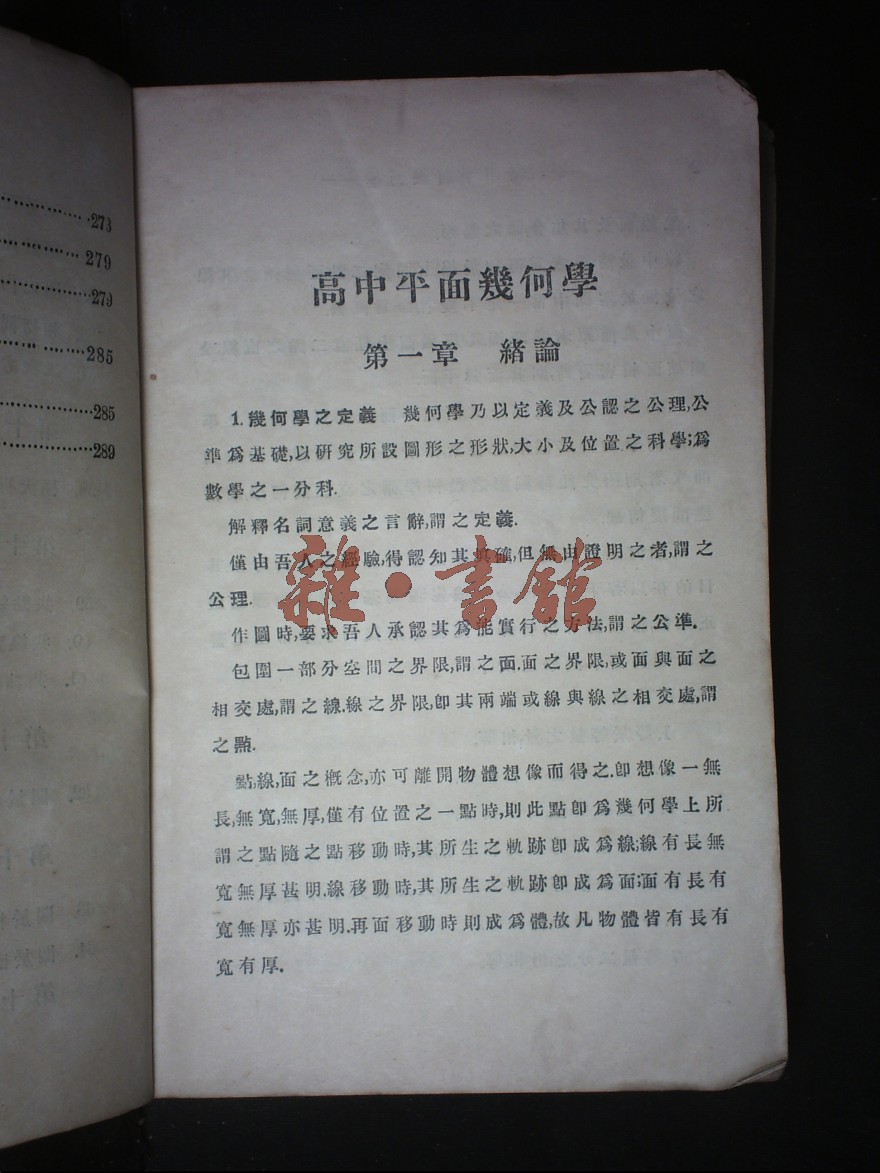 273
279
279
285
285
289
高中平面幾何學
第一章 緒論
1.幾何學之定義 幾何學乃以定義及公認之公理,公
準爲基礎,以研究所設圖形之形狀,大小及位置之科學;爲
數學之一分科.
解釋名詞意義之言辭,謂之定義.
僅由吾人之經驗,得認知其真確,但無由證明之者,謂之
公理.
作圖時,要求吾人承認其爲能實行之方法,謂之公準.
包圍一部分空間之界限,謂之面.面之界限,或面與面之
相交處,謂之線.線之界限,卽其兩端或線與線之相交處,謂
之點.
點,線,面之概念,亦可離開物體想像而得之.卽想像一無
長,無寬,無厚,僅有位置之一點時,則此點卽爲幾何學上所
謂之點隨之點移動時,其所生之軌跡卽成爲線;線有長無
寬無厚甚明.線移動時,其所生之軌跡卽成爲面;面有長有
寬無厚亦甚明.再面移動時則成爲體,故凡物體皆有長有
寬有厚.
雜·書館